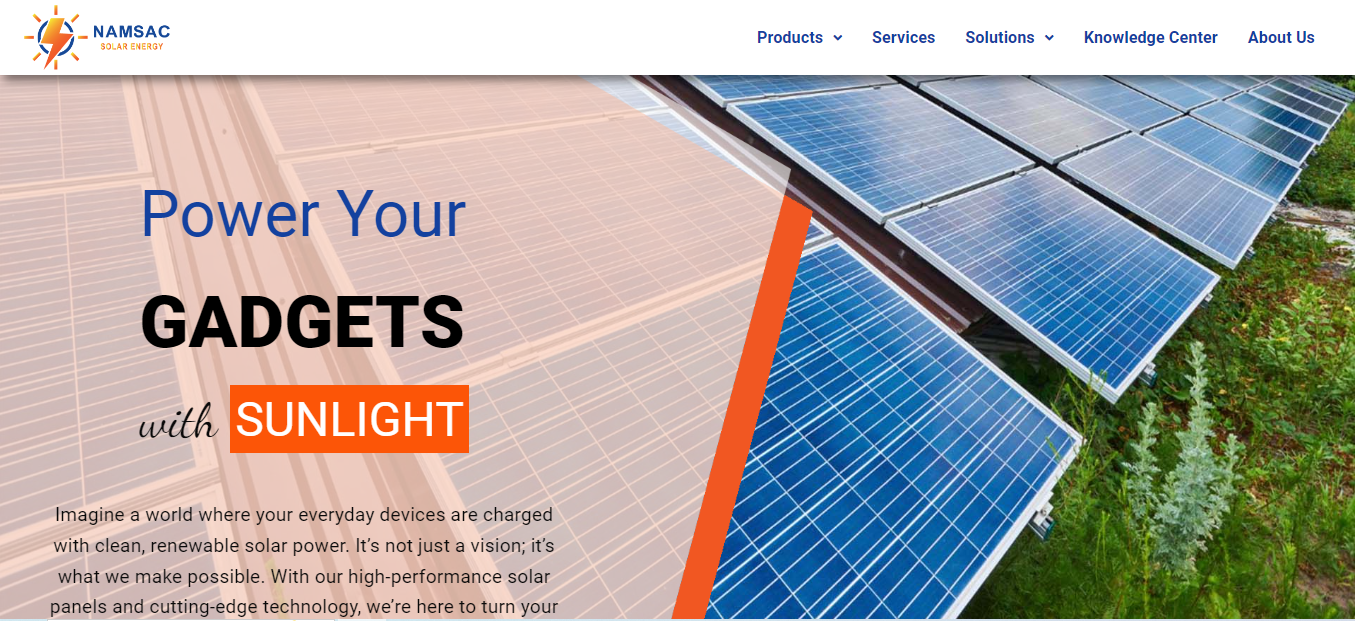 NAMSAC
SOLAR ENERGY
Products
Services
Solutions
Knowledge Center
About Us
Power Your
GADGETS
with SUNLIGHT
Imagine a world where your everyday devices are charged
with clean, renewable solar power. It’s not just a vision; it’s
what we make possible. With our high-performance solar
panels and cutting-edge technology, we’re here to turn your